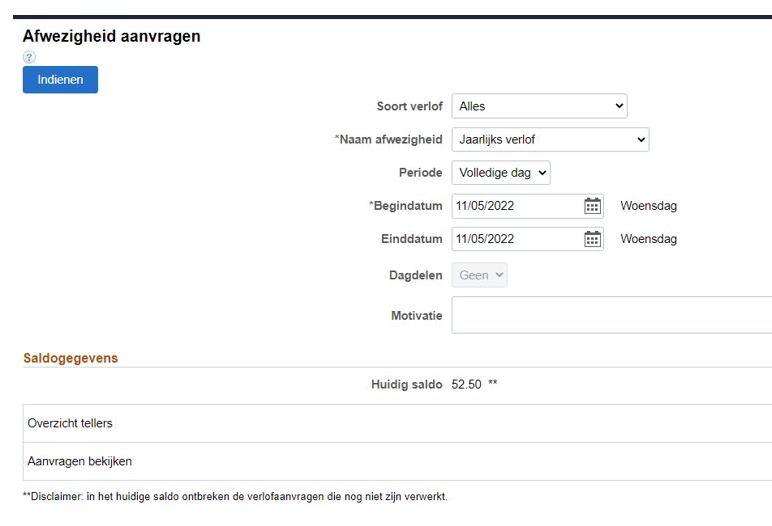 Afwezigheid aanvragen
?
Indienen
Soort verlof Alles
*Naam afwezigheid Jaarlijks verlof
Periode Volledige dag
*Begindatum 11/05/2022 Woensdag
Einddatum 11/05/2022 Woensdag
Dagdelen Geen
Motivatie
Saldogegevens
Huidig saldo 52.50 **
Overzicht tellers
Aanvragen bekijken
**Disclaimer: in het huidige saldo ontbreken de verlofaanvragen die nog niet zijn verwerkt.